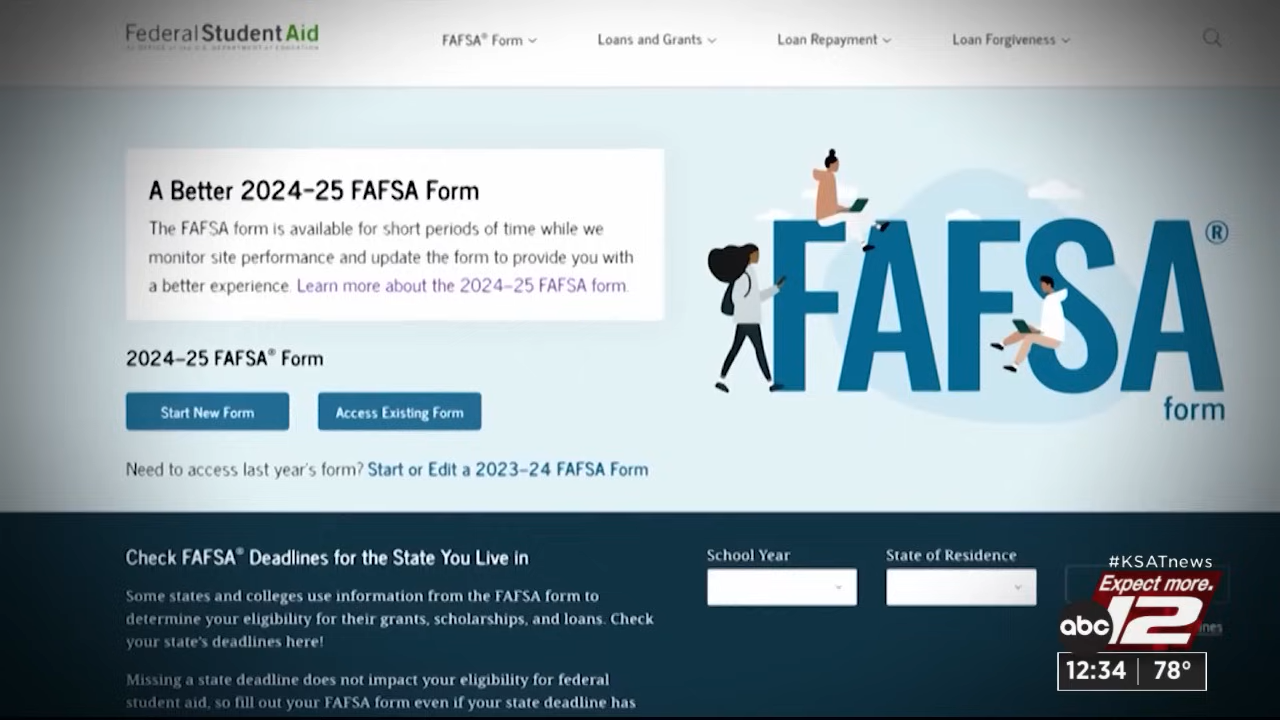 Federal Student Aid
AN OFFICE of the U.S. DEPARTMENT of EDUCATION
FAFSA® Form
Loans and Grants
Loan Repayment
Loan Forgiveness
A Better 2024–25 FAFSA Form
The FAFSA form is available for short periods of time while we
monitor site performance and update the form to provide you with
a better experience. Learn more about the 2024–25 FAFSA form.
FAFSA®
form
2024–25 FAFSA® Form
Start New Form
Access Existing Form
Need to access last year's form? Start or Edit a 2023–24 FAFSA Form
Check FAFSA® Deadlines for the State You Live in
Some states and colleges use information from the FAFSA form to
determine your eligibility for their grants, scholarships, and loans. Check
your state's deadlines here!
Missing a state deadline does not impact your eligibility for federal
student aid, so fill out your FAFSA form even if your state deadline has
School Year
State of Residence
#KSATnews
Expect more.
abc 12
12:34 78°